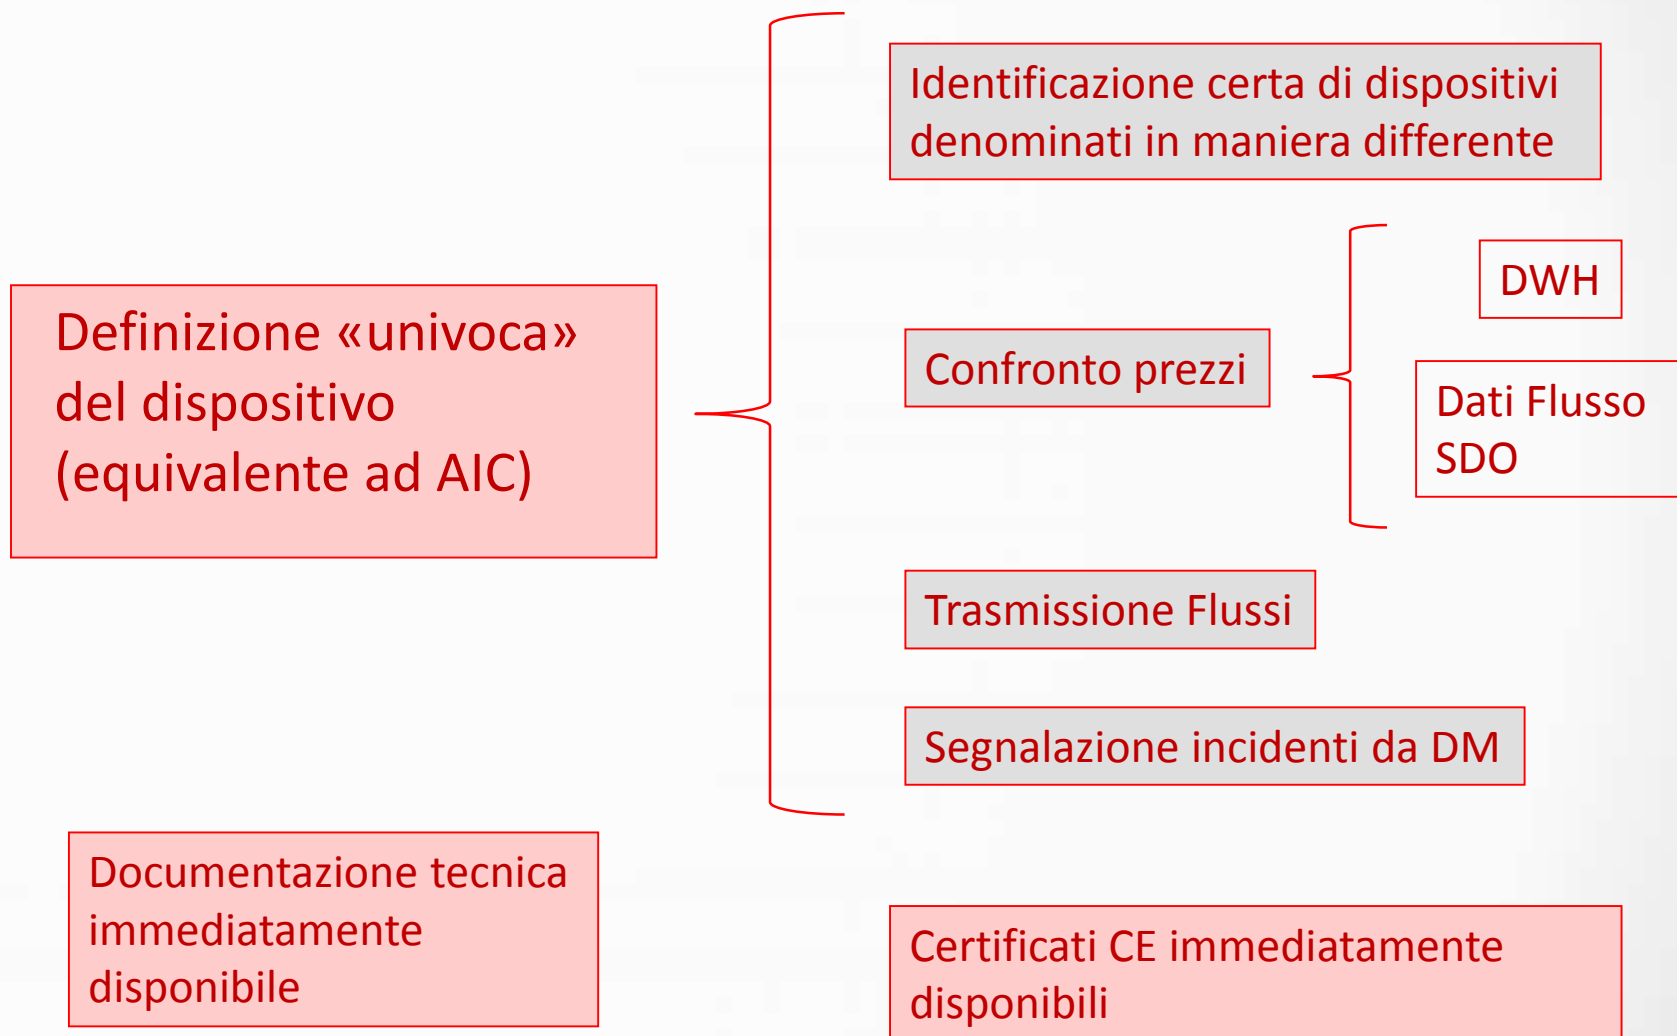 Definizione «univoca»
del dispositivo
(equivalente ad AIC)
Identificazione certa di dispositivi
denominati in maniera differente
Confronto prezzi
DWH
Dati Flusso
SDO
Trasmissione Flussi
Segnalazione incidenti da DM
Documentazione tecnica
immediatamente
disponibile
Certificati CE immediatamente
disponibili